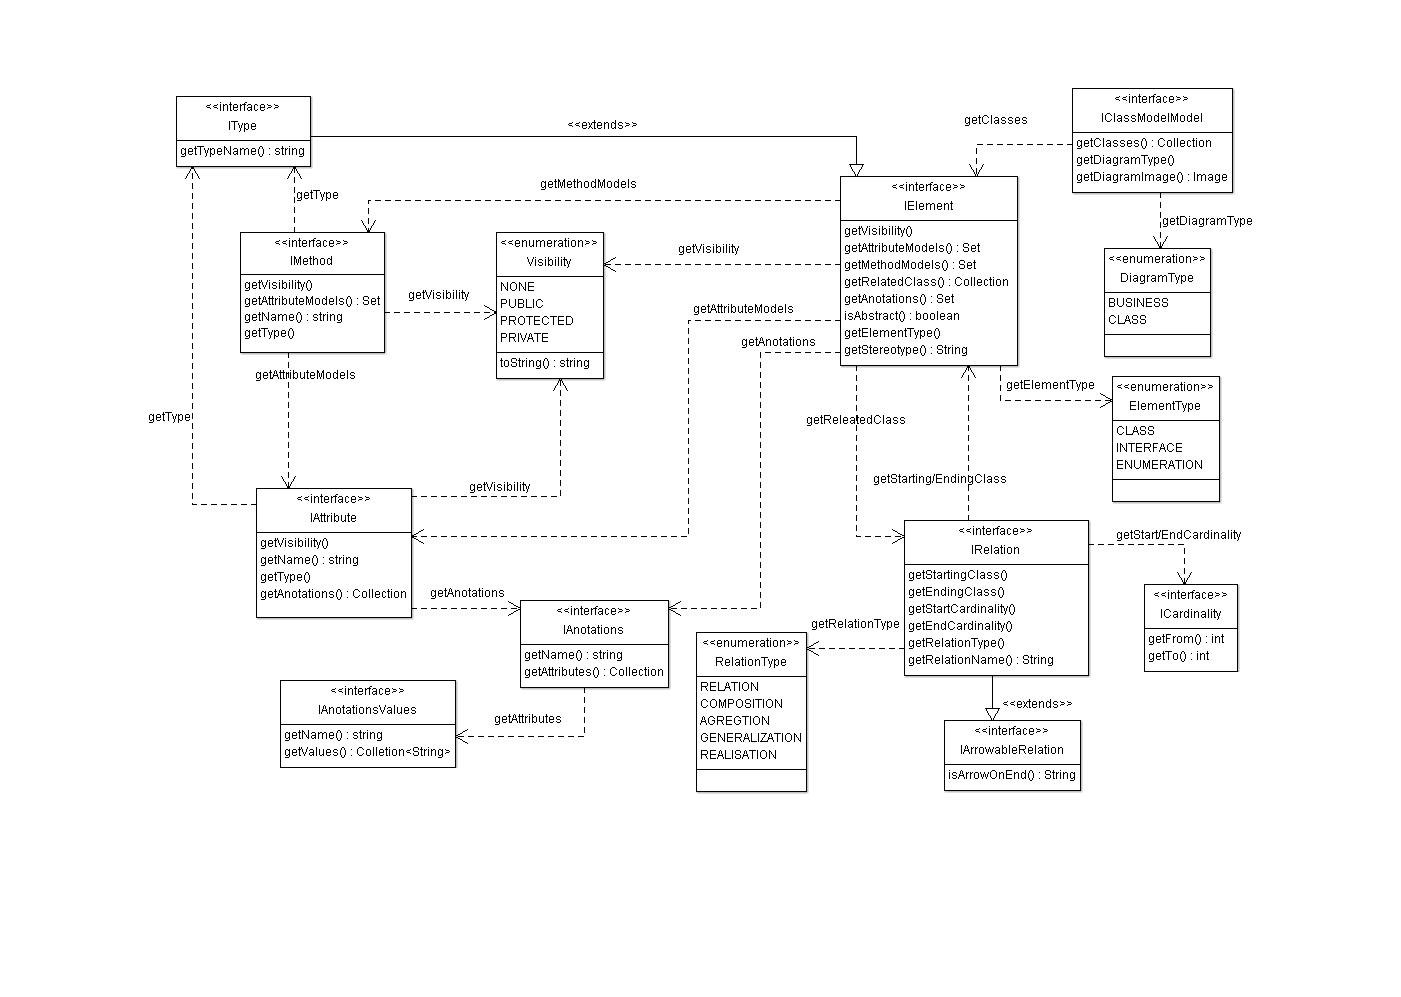 <<interface>>
IType
getTypeName() : string
<<extends>>
getClasses
<<interface>>
IClassModelModel
getClasses() : Collection
getDiagramType()
getDiagramImage() : Image
getType
getMethodModels
<<interface>>
IElement
getVisibility()
getAttributeModels() : Set
getMethodModels() : Set
getRelatedClass() : Collection
getAnotations() : Set
isAbstract() : boolean
getElementType()
getStereotype() : String
getDiagramType
<<interface>>
IMethod
getVisibility()
getAttributeModels() : Set
getName() : string
getType()
getVisibility
<<enumeration>>
Visibility
NONE
PUBLIC
PROTECTED
PRIVATE
toString() : string
getVisibility
<<enumeration>>
DiagramType
BUSINESS
CLASS
getAttributeModels
getAnotations
getAttributeModels
getType
getReleatedClass
getElementType
<<enumeration>>
ElementType
CLASS
INTERFACE
ENUMERATION
getVisibility
getStarting/EndingClass
<<interface>>
IAttribute
getVisibility()
getName() : string
getType()
getAnotations() : Collection
getAnotations
<<interface>>
IRelation
getStartingClass()
getEndingClass()
getStartCardinality()
getEndCardinality()
getRelationType()
getRelationName() : String
getStart/EndCardinality
<<interface>>
ICardinality
getFrom() : int
getTo() : int
<<interface>>
IAnotations
getName() : string
getAttributes() : Collection
getRelationType
<<enumeration>>
RelationType
RELATION
COMPOSITION
AGREGTION
GENERALIZATION
REALISATION
<<interface>>
IAnotationsValues
getName() : string
getValues() : Colletion<String>
getAttributes
<<extends>>
<<interface>>
IArrowableRelation
isArrowOnEnd() : String